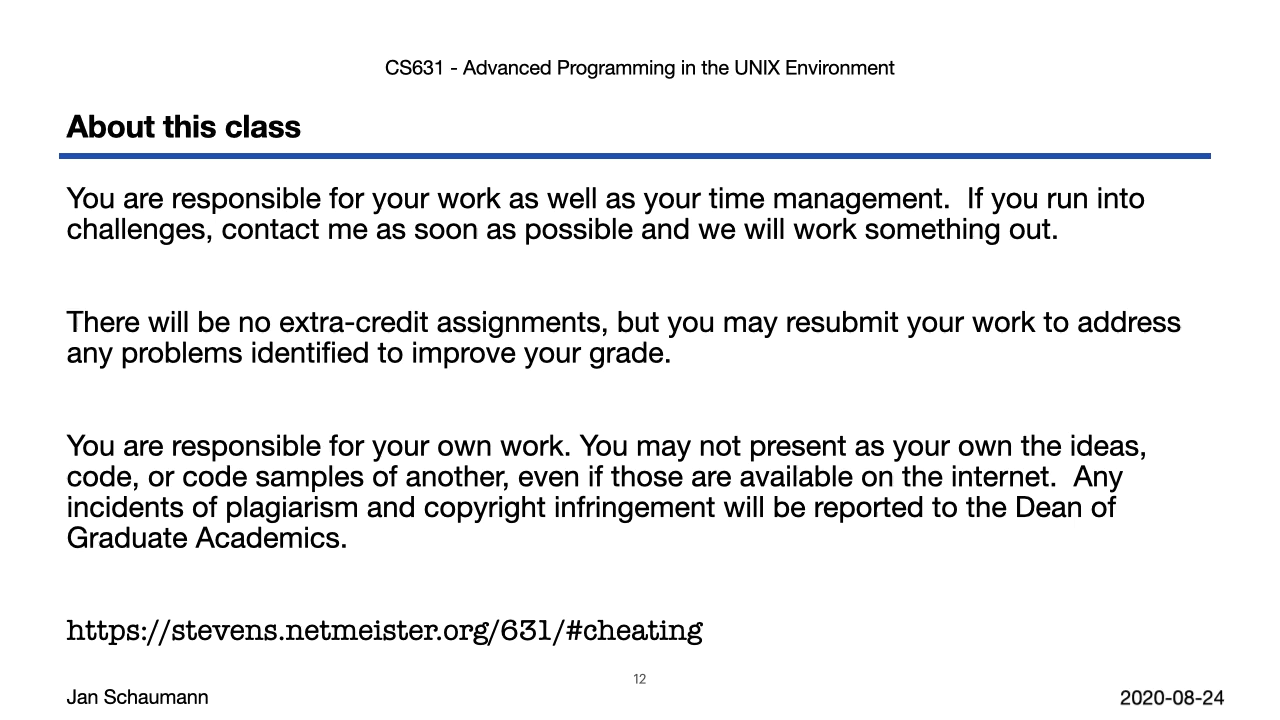 CS631 - Advanced Programming in the UNIX Environment
About this class
You are responsible for your work as well as your time management.  If you run into
challenges, contact me as soon as possible and we will work something out.
There will be no extra-credit assignments, but you may resubmit your work to address
any problems identified to improve your grade.
You are responsible for your own work. You may not present as your own the ideas,
code, or code samples of another, even if those are available on the internet.  Any
incidents of plagiarism and copyright infringement will be reported to the Dean of
Graduate Academics.
https://stevens.netmeister.org/631/#cheating
12
Jan Schaumann
2020-08-24